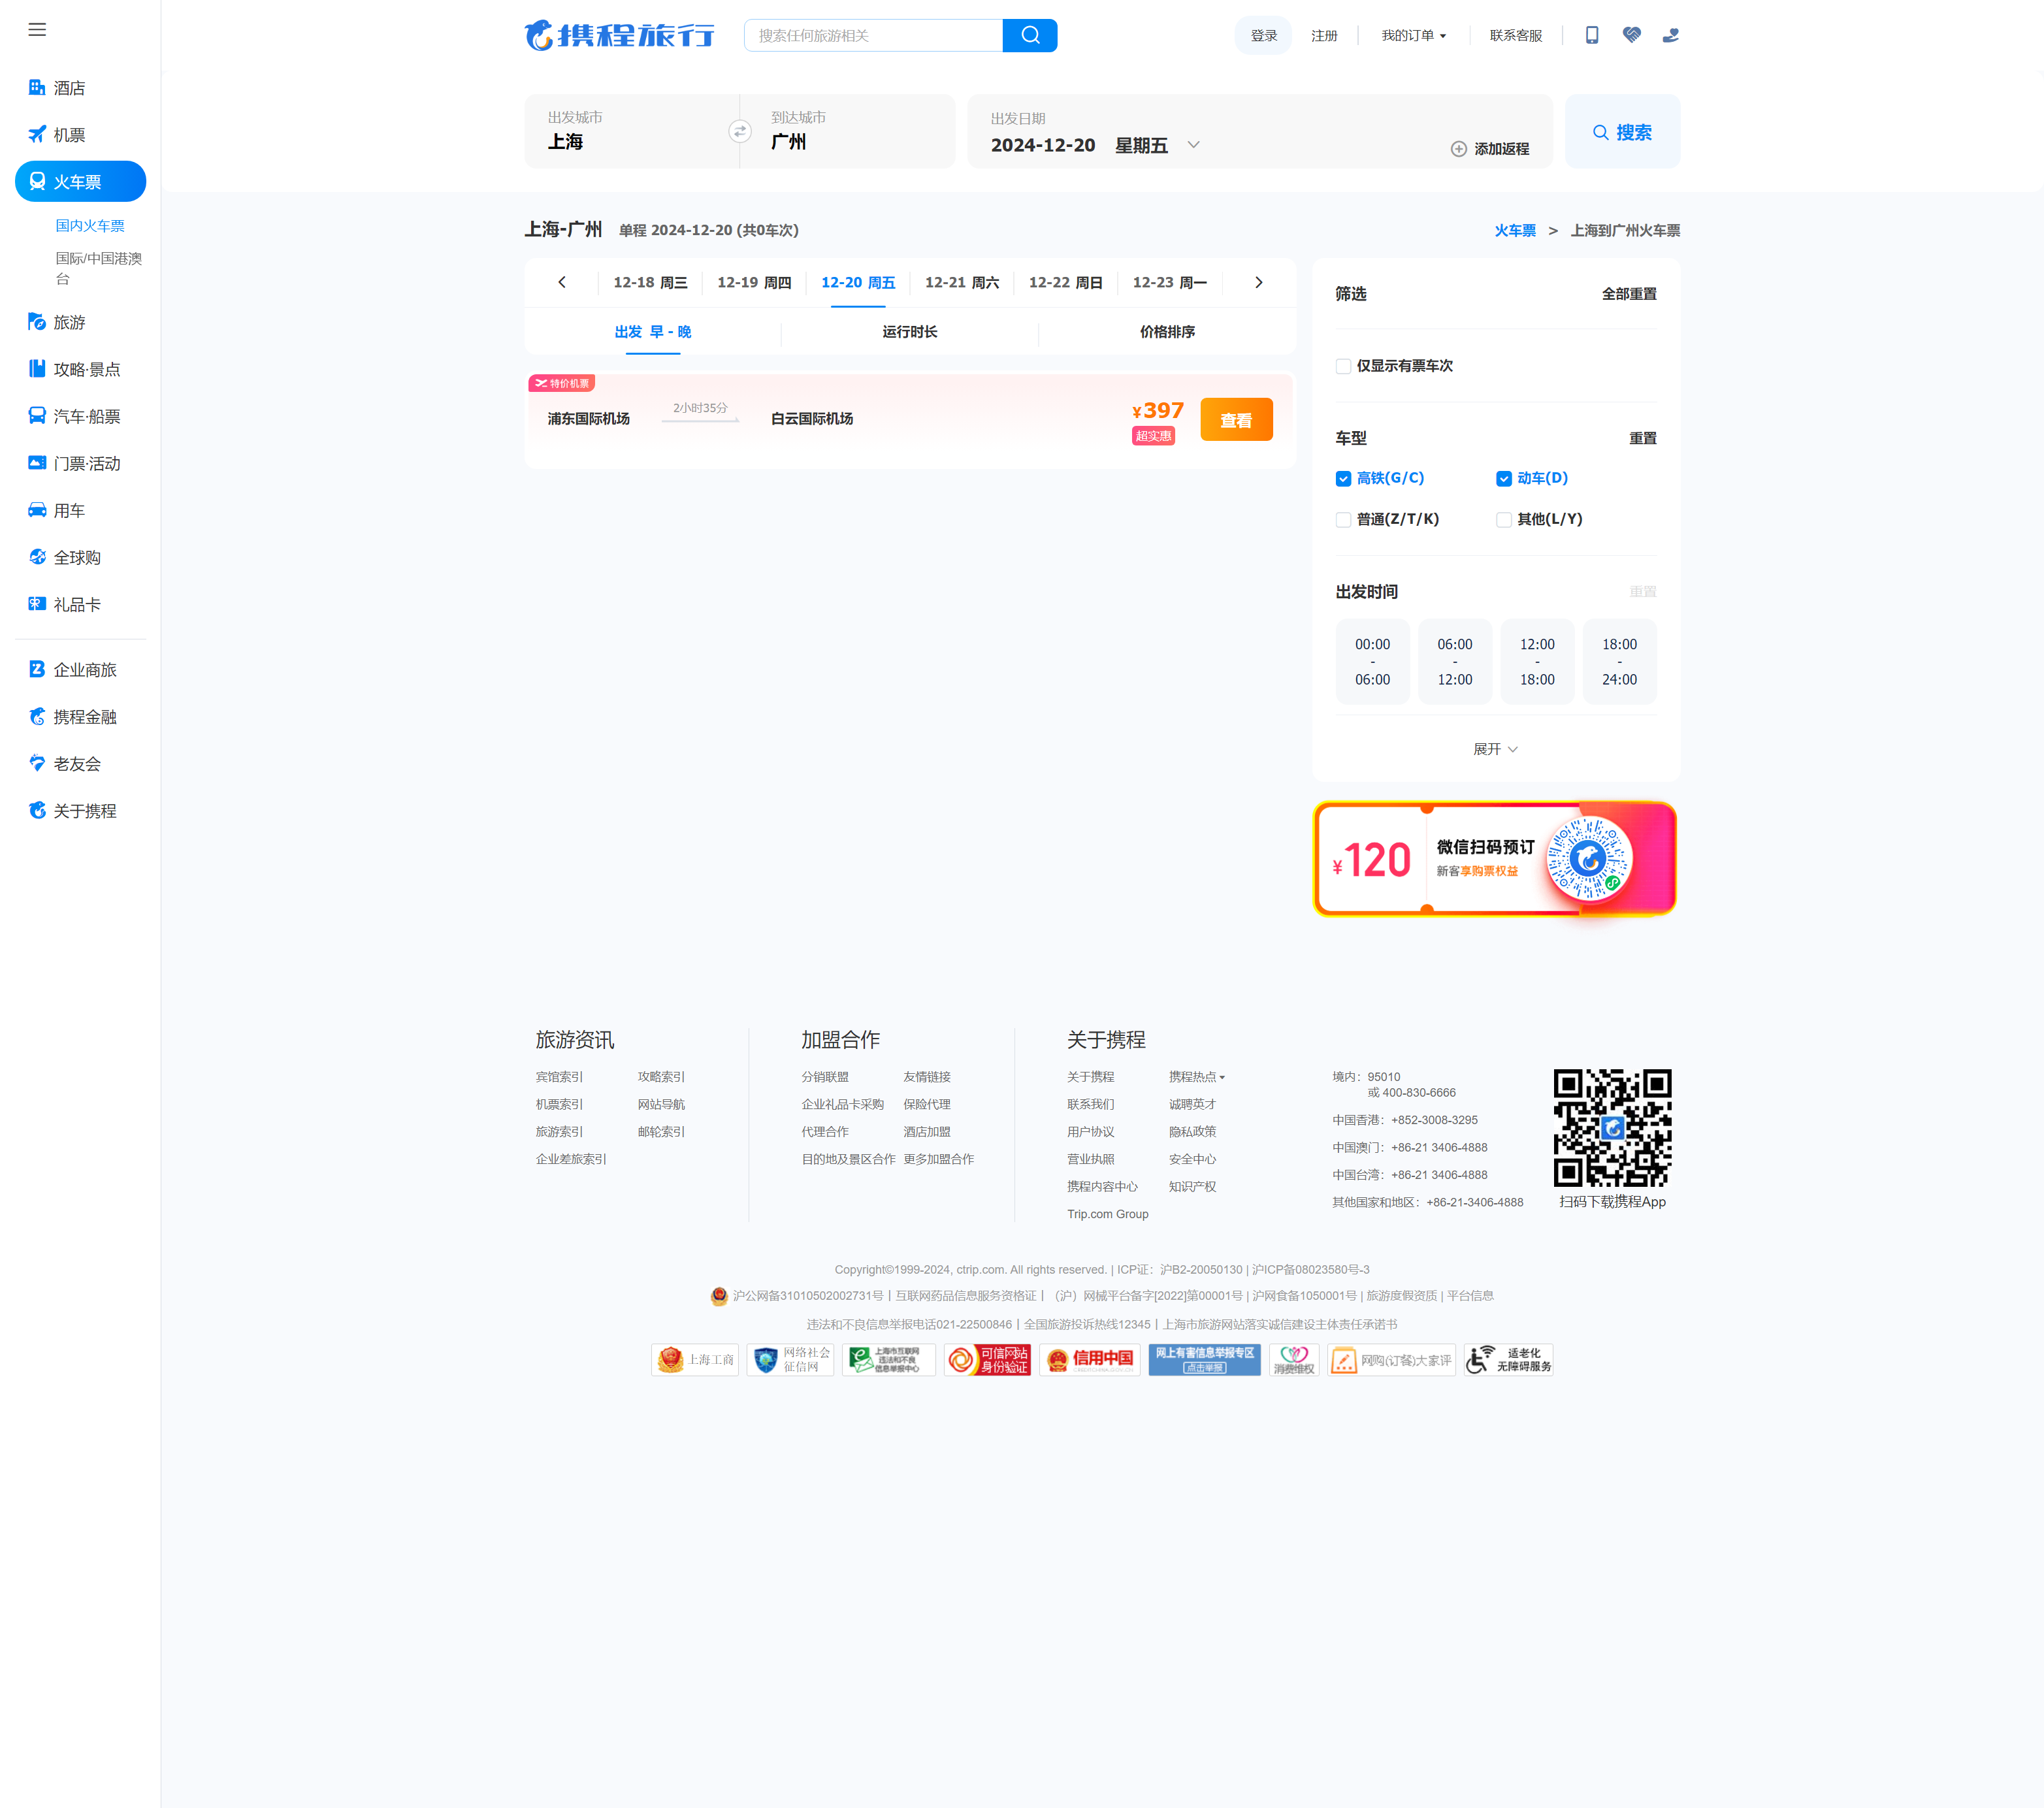 酒店
机票
火车票
国内火车票
国际/中国港澳
台
旅游
攻略·景点
汽车·船票
门票·活动
用车
全球购
礼品卡
企业商旅
携程金融
老友会
关于携程
携程旅行
搜索任何旅游相关
登录 注册 我的订单 联系客服
出发城市
上海
到达城市
广州
出发日期
2024-12-20 星期五
添加返程
搜索
上海-广州 单程 2024-12-20 (共0车次)
火车票 > 上海到广州火车票
12-18 周三 12-19 周四 12-20 周五 12-21 周六 12-22 周日 12-23 周一
出发 早 - 晚 运行时长 价格排序
特价机票
浦东国际机场 2小时35分 白云国际机场
¥397
超实惠
查看
筛选 全部重置
仅显示有票车次
车型 重置
高铁(G/C) 动车(D)
普通(Z/T/K) 其他(L/Y)
出发时间 重置
00:00 - 06:00
06:00 - 12:00
12:00 - 18:00
18:00 - 24:00
展开
¥120
微信扫码预订
新客享购票权益
旅游资讯
宾馆索引 攻略索引
机票索引 网站导航
旅游索引 邮轮索引
企业差旅索引
加盟合作
分销联盟 友情链接
企业礼品卡采购 保险代理
代理合作 酒店加盟
目的地及景区合作 更多加盟合作
关于携程
关于携程 携程热点
联系我们 诚聘英才
用户协议 隐私政策
营业执照 安全中心
携程内容中心 知识产权
Trip.com Group
境内：95010
或 400-830-6666
中国香港：+852-3008-3295
中国澳门：+86-21 3406-4888
中国台湾：+86-21 3406-4888
其他国家和地区：+86-21-3406-4888
扫码下载携程App
Copyright©1999-2024, ctrip.com. All rights reserved. | ICP证：沪B2-20050130 | 沪ICP备08023580号-3
沪公网备31010502002731号丨互联网药品信息服务资格证丨（沪）网械平台备字[2022]第00001号 | 沪网食备1050001号 | 旅游度假资质 | 平台信息
违法和不良信息举报电话021-22500846丨全国旅游投诉热线12345丨上海市旅游网站落实诚信建设主体责任承诺书
上海工商
网络社会
征信网
上海市互联网
违法和不良
信息举报中心
可信网站
身份验证
信用中国
网上有害信息举报专区
点击举报
消费维权
网购(订餐)大家评
适老化
无障碍服务